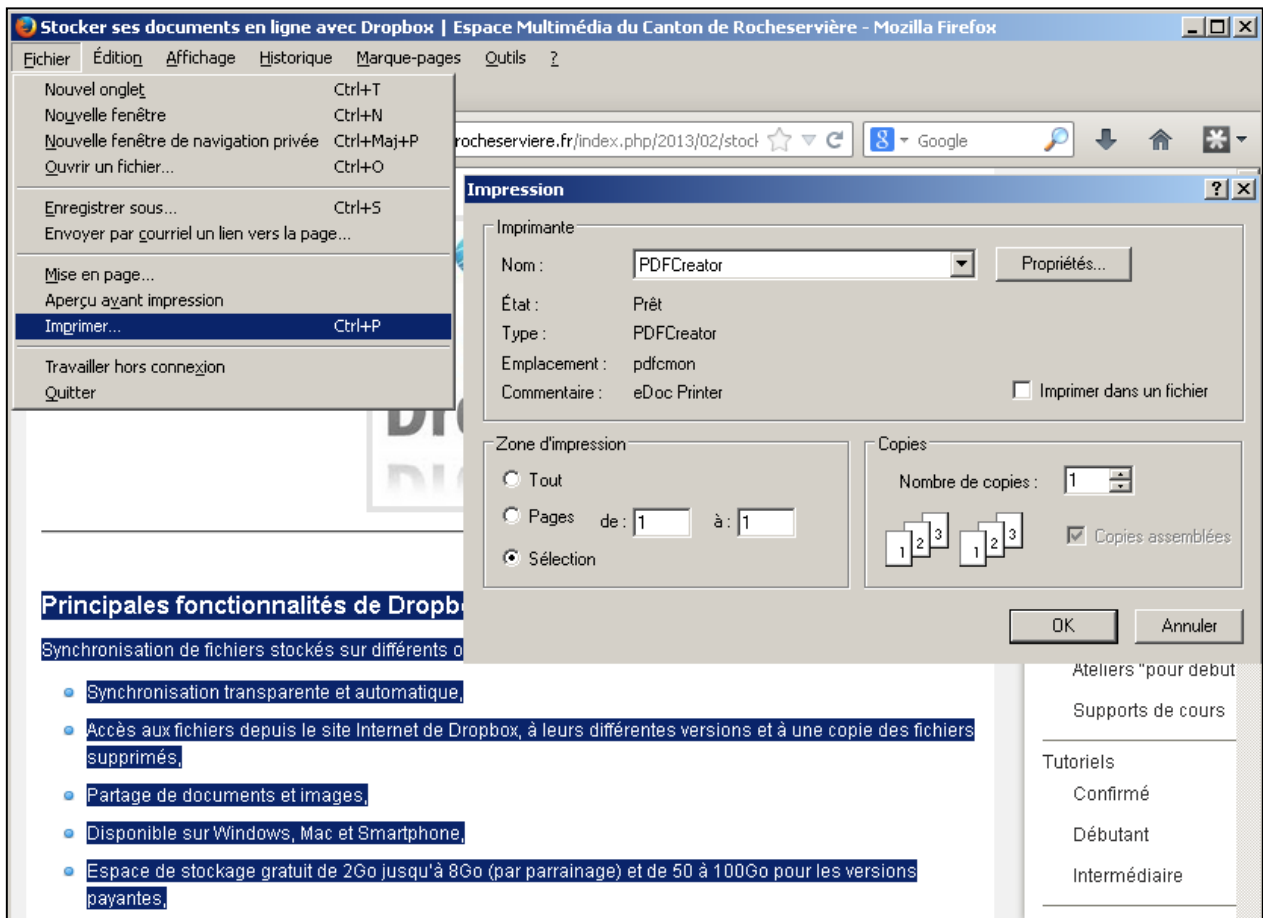 Stocker ses documents en ligne avec Dropbox | Espace Multimédia du Canton de Rocheservière - Mozilla Firefox
Fichier Édition Affichage Historique Marque-pages Outils ?
Nouvel onglet Ctrl+T
Nouvelle fenêtre Ctrl+N
Nouvelle fenêtre de navigation privée Ctrl+Maj+P
Ouvrir un fichier... Ctrl+O
Enregistrer sous... Ctrl+S
Envoyer par courriel un lien vers la page...
Mise en page...
Aperçu avant impression
Imprimer... Ctrl+P
Travailler hors connexion
Quitter
rocheserviere.fr/index.php/2013/02/stock
8 Google
Impression
Imprimante
Nom : PDFCreator Propriétés...
État : Prêt
Type : PDFCreator
Emplacement : pdfcmon
Commentaire : eDoc Printer Imprimer dans un fichier
Zone d'impression
Tout
Pages de : 1 à : 1
Sélection
Copies
Nombre de copies : 1
1 2 3 1 2 3
Copies assemblées
OK Annuler
Principales fonctionnalités de Dropb
Synchronisation de fichiers stockés sur différents o
Synchronisation transparente et automatique,
Accès aux fichiers depuis le site Internet de Dropbox, à leurs différentes versions et à une copie des fichiers
supprimés,
Partage de documents et images,
Disponible sur Windows, Mac et Smartphone,
Espace de stockage gratuit de 2Go jusqu'à 8Go (par parrainage) et de 50 à 100Go pour les versions
payantes,
Ateliers "pour début
Supports de cours
Tutoriels
Confirmé
Débutant
Intermédiaire